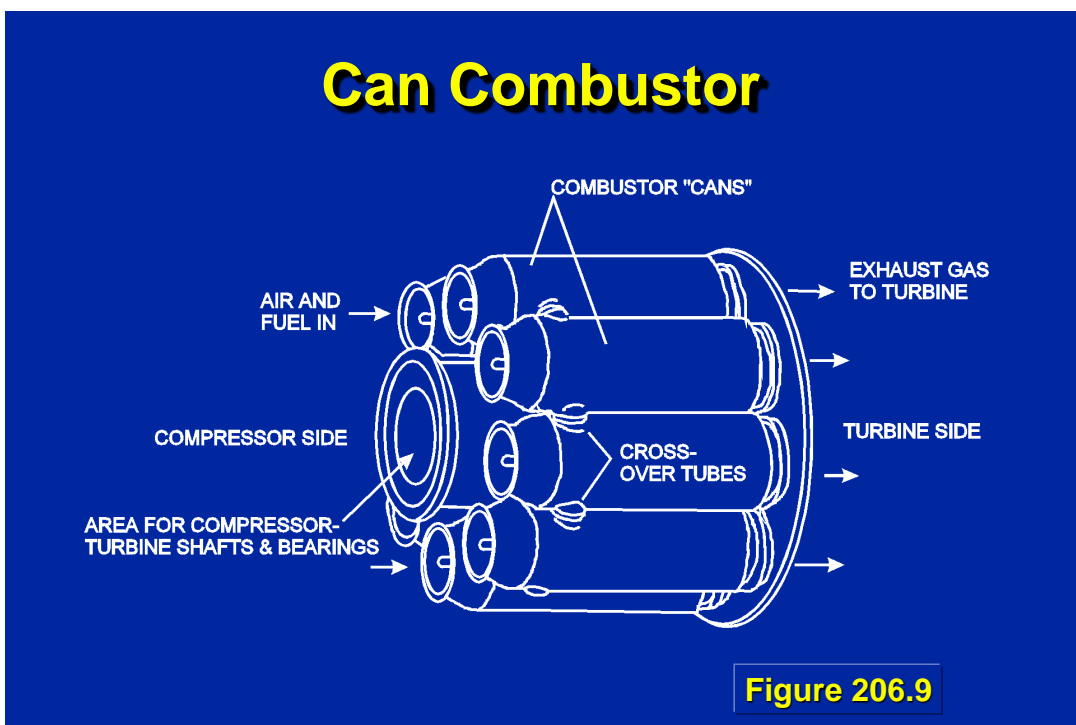 Can Combustor
COMBUSTOR "CANS"
EXHAUST GAS
TO TURBINE
AIR AND
FUEL IN
COMPRESSOR SIDE
TURBINE SIDE
CROSS-
OVER TUBES
AREA FOR COMPRESSOR-
TURBINE SHAFTS & BEARINGS
Figure 206.9